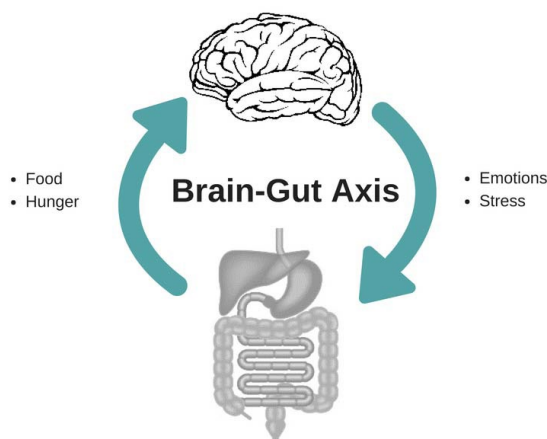 • Food
• Hunger
Brain-Gut Axis
• Emotions
• Stress